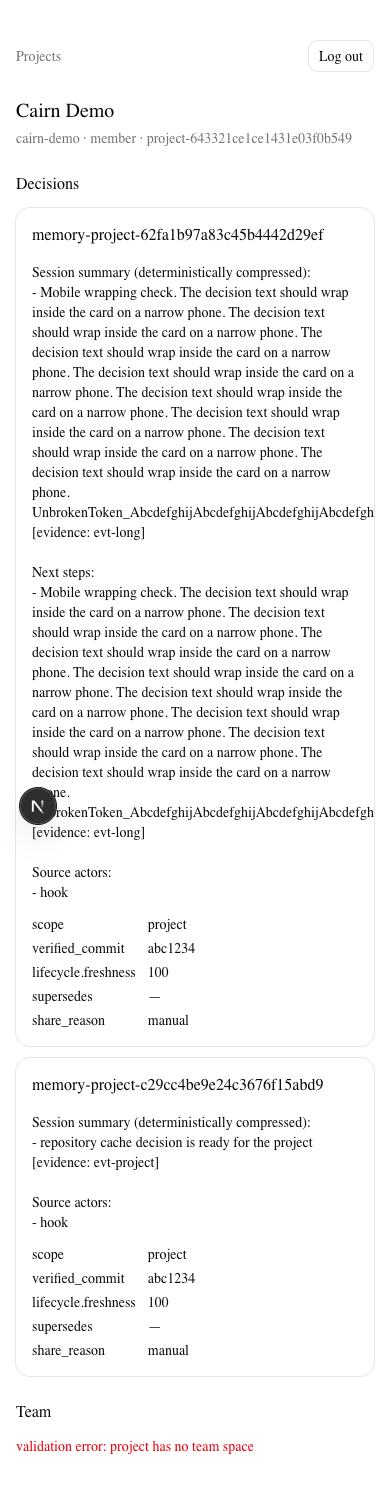 Projects
Log out
Cairn Demo
cairn-demo · member · project-643321ce1ce1431e03f0b549
Decisions
memory-project-62fa1b97a83c45b4442d29ef
Session summary (deterministically compressed):
- Mobile wrapping check. The decision text should wrap
inside the card on a narrow phone. The decision text
should wrap inside the card on a narrow phone. The
decision text should wrap inside the card on a narrow
phone. The decision text should wrap inside the card on a
narrow phone. The decision text should wrap inside the
card on a narrow phone. The decision text should wrap
inside the card on a narrow phone. The decision text
should wrap inside the card on a narrow phone. The
decision text should wrap inside the card on a narrow
phone.
UnbrokenToken_AbcdefghijAbcdefghijAbcdefghijAbcdefgh
[evidence: evt-long]
Next steps:
- Mobile wrapping check. The decision text should wrap
inside the card on a narrow phone. The decision text
should wrap inside the card on a narrow phone. The
decision text should wrap inside the card on a narrow
phone. The decision text should wrap inside the card on a
narrow phone. The decision text should wrap inside the
card on a narrow phone. The decision text should wrap
inside the card on a narrow phone. The decision text
should wrap inside the card on a narrow phone. The
decision text should wrap inside the card on a narrow
one.
N
rokenToken_AbcdefghijAbcdefghijAbcdefghijAbcdefgh
[evidence: evt-long]
Source actors:
- hook
scope project
verified_commit abc1234
lifecycle.freshness 100
supersedes —
share_reason manual
memory-project-c29cc4be9e24c3676f15abd9
Session summary (deterministically compressed):
- repository cache decision is ready for the project
[evidence: evt-project]
Source actors:
- hook
scope project
verified_commit abc1234
lifecycle.freshness 100
supersedes —
share_reason manual
Team
validation error: project has no team space